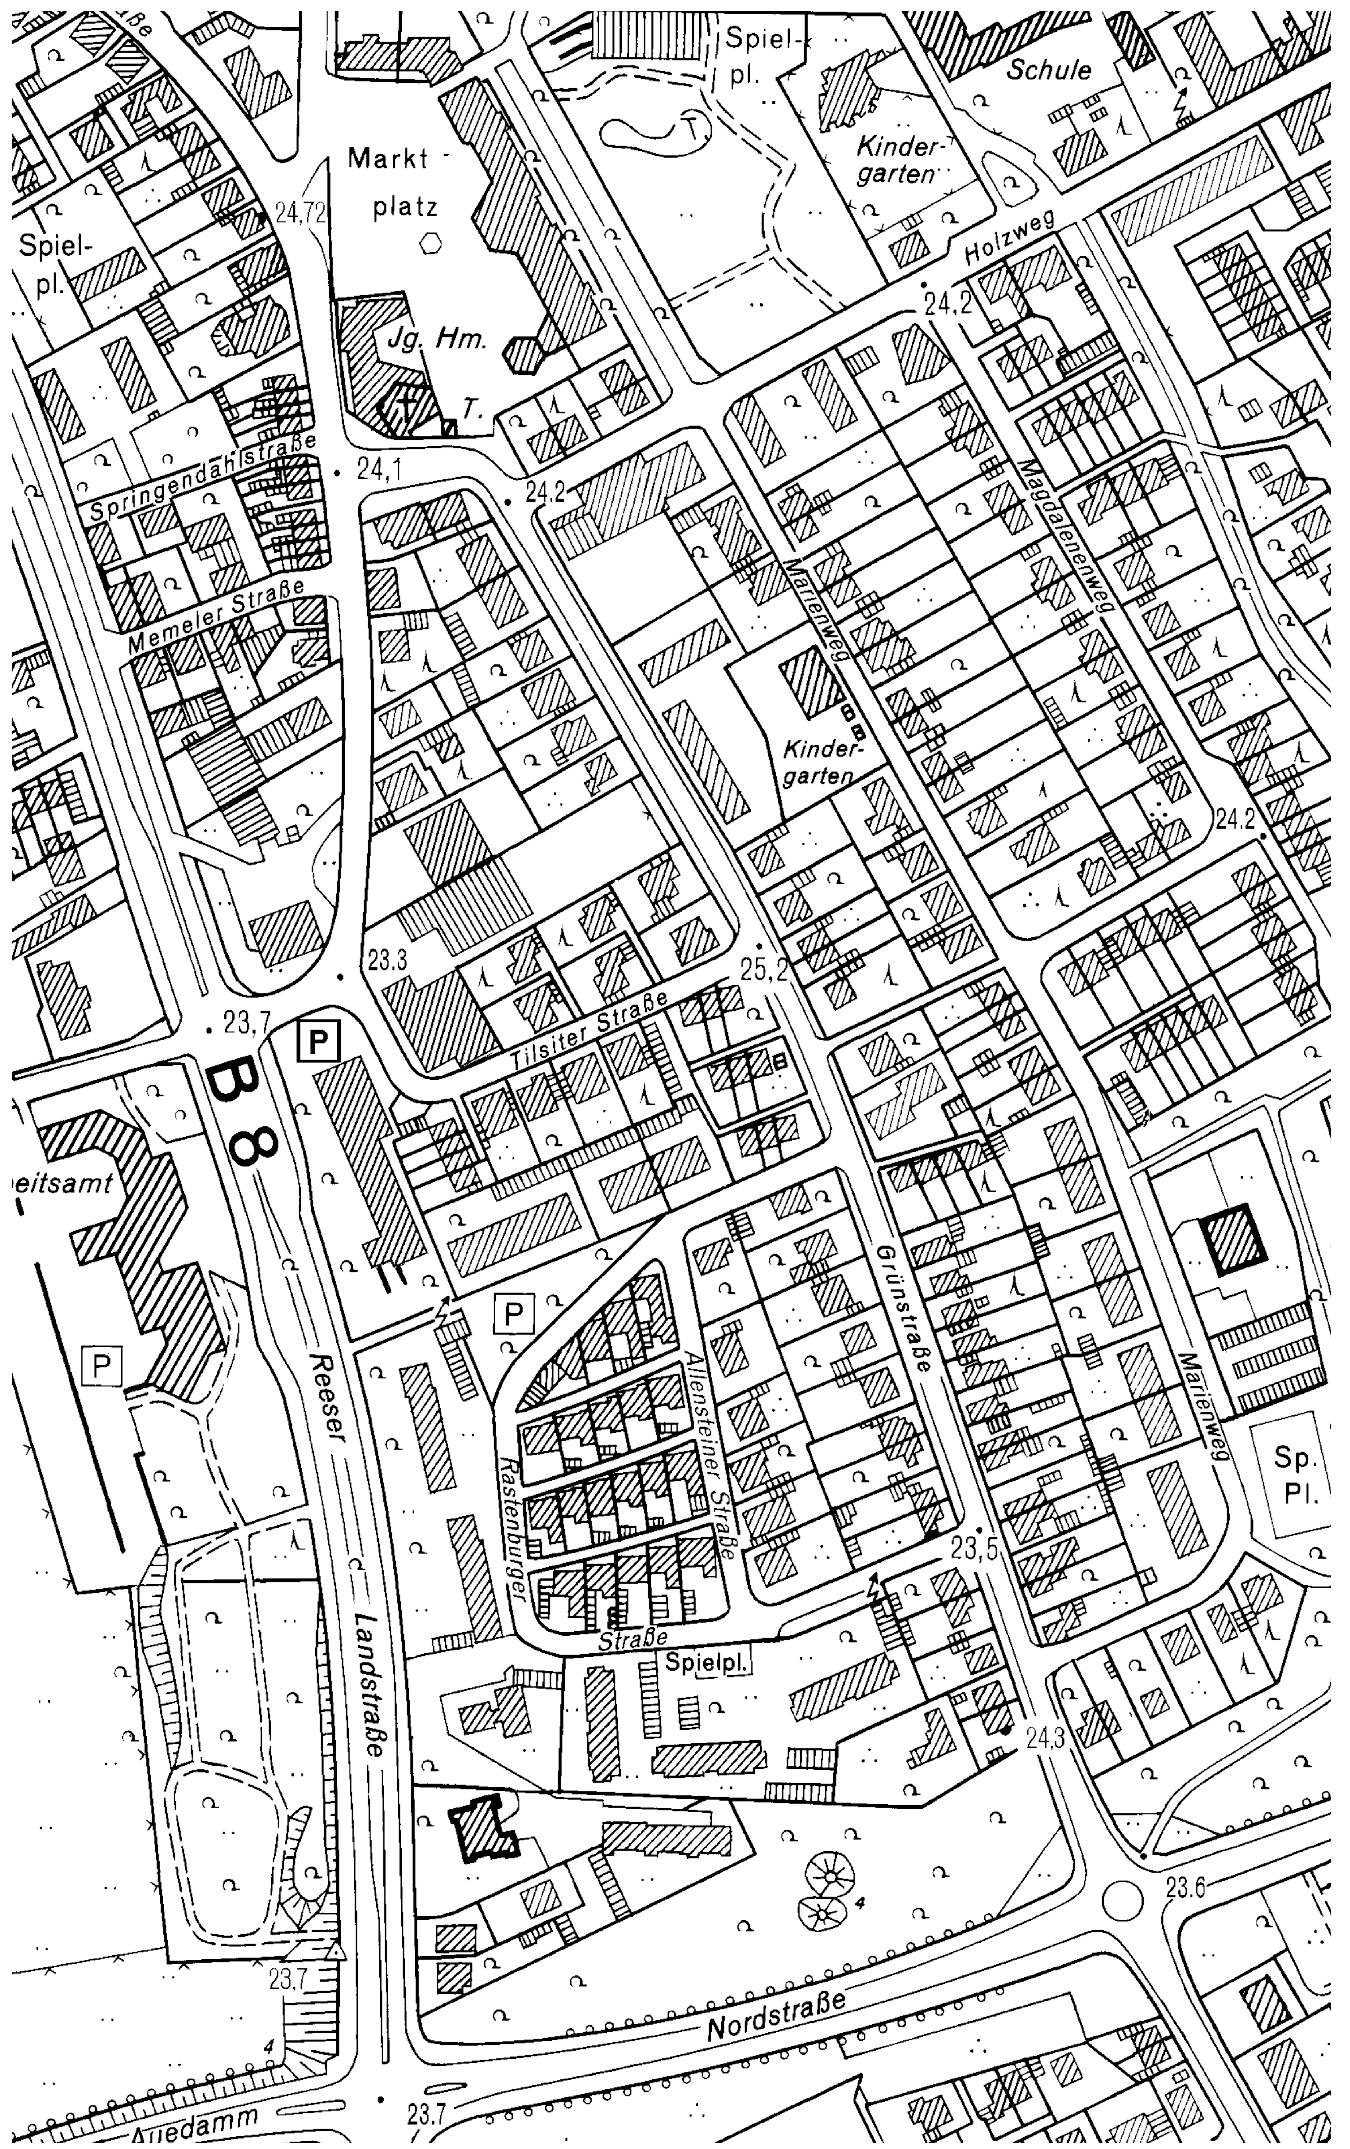 Spiel-
pl.
Schule
Markt -
platz
Kinder-
garten
24,72
Spiel-
pl.
Holzweg
24,2
Jg. Hm.
T.
Springendahlstraße
24,1
24.2
Magdalenenweg
Memeler Straße
Marienweg
Kinder-
garten
24.2
23.3
25,2
23,7
P
Tilsiter Straße
B 8
eitsamt
P
Grünstraße
P
Reeser
Allensteiner Straße
Marienweg
Rastenburger
Sp.
Pl.
23,5
Straße
Landstraße
Spielpl.
24,3
4
23.6
23,7
Nordstraße
4
23.7
Auedamm